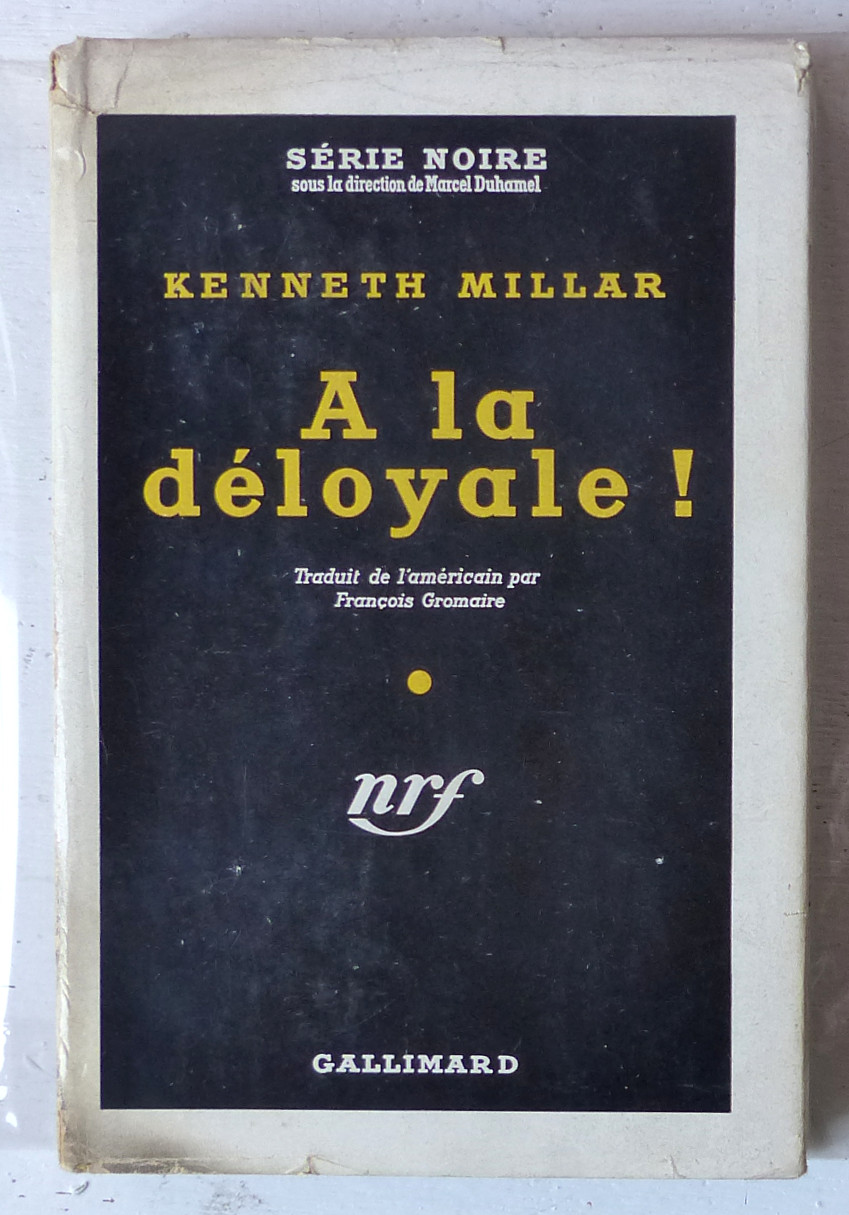 SÉRIE NOIRE
sous la direction de Marcel Duhamel
KENNETH MILLAR
A la
déloyale !
Traduit de l'américain par
François Gromaire
nrf
GALLIMARD